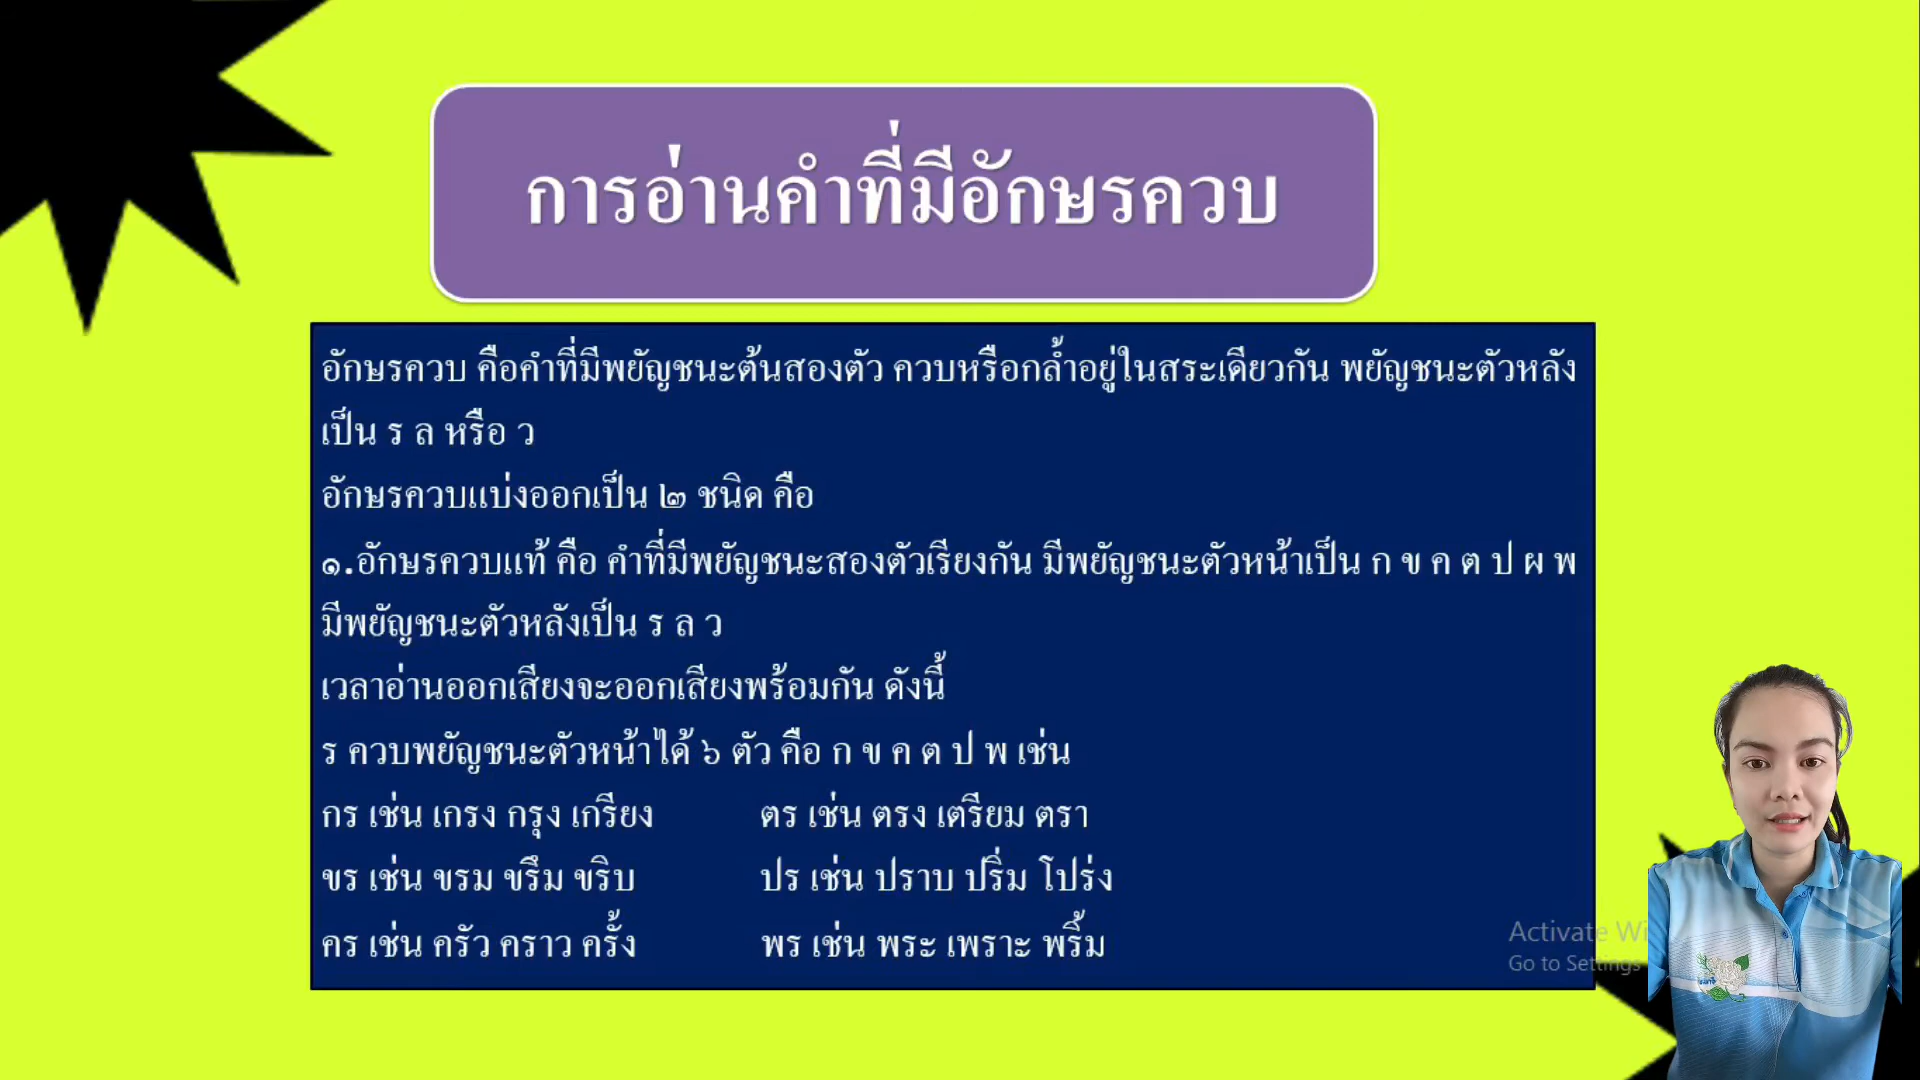 การอ่านคำที่มีอักษรควบ
อักษรควบ คือคำที่มีพยัญชนะต้นสองตัว ควบหรือกล้ำอยู่ในสระเดียวกัน พยัญชนะตัวหลัง
เป็น ร ล หรือ ว
อักษรควบแบ่งออกเป็น ๒ ชนิด คือ
๑.อักษรควบแท้ คือ คำที่มีพยัญชนะสองตัวเรียงกัน มีพยัญชนะตัวหน้าเป็น ก ข ค ต ป ผ พ
มีพยัญชนะตัวหลังเป็น ร ล ว
เวลาอ่านออกเสียงจะออกเสียงพร้อมกัน ดังนี้
ร ควบพยัญชนะตัวหน้าได้ ๖ ตัว คือ ก ข ค ต ป พ เช่น
กร เช่น เกรง กรุง เกรียง ตร เช่น ตรง เตรียม ตรา
ขร เช่น ขรม ขรึม ขริบ ปร เช่น ปราบ ปริ่ม โปร่ง
คร เช่น ครัว คราว ครั้ง พร เช่น พระ เพราะ พริ้ม
Activate Wi
Go to Settings